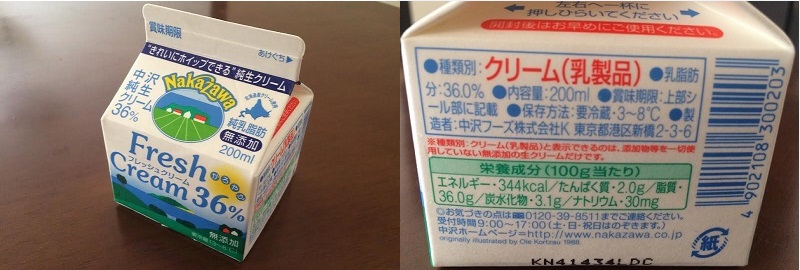 賞味期限
あけぐち
“きれいにホイップできる”純生クリーム
中沢
純生
クリーム
36%
Nakazawa
北海道産クリーム使用
純乳脂肪
無添加
200ml
Fresh
フレッシュクリーム
かろやか
Cream 36%
無添加
左右へ一杯に
押しひらいてください
開封後はお早めにご使用ください。
●種類別:クリーム(乳製品) ●乳脂肪
分:36.0% ●内容量:200ml ●賞味期限:上部シ
ール部に記載 ●保存方法:要冷蔵:3~8℃ ●製
造者:中沢フーズ株式会社K 東京都港区新橋2-3-6
※種類別:クリーム(乳製品)と表示できるのは、添加物等を一切使
用していない無添加の生クリームだけです。
栄養成分(100g当たり)
エネルギー・344kcal/たんぱく質・2.0g/脂質・
36.0g/炭水化物・3.1g/ナトリウム・30mg
◎お気づきの点は 0120-39-8511までご連絡ください。
受付時間9:00~17:00(土・日・祝日はのぞきます。)
中沢ホームページ=http://www.nakazawa.co.jp
originally illustrated by Ole Kortzau 1988.
4902108300203
紙
KN41434LDC